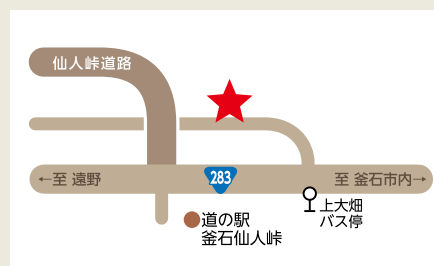 仙人峠道路
←至 遠野
283
至 釜石市内→
上大畑
バス停
道の駅
釜石仙人峠